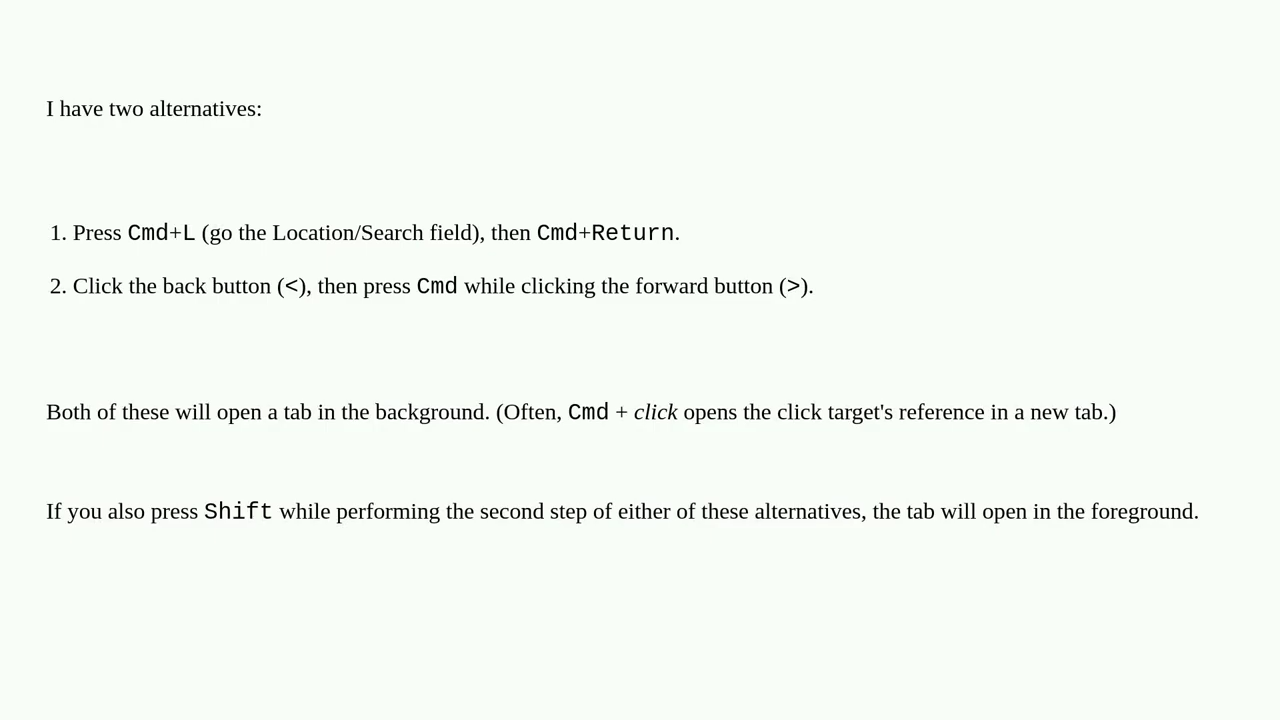 I have two alternatives:
1. Press Cmd+L (go the Location/Search field), then Cmd+Return.
2. Click the back button (<), then press Cmd while clicking the forward button (>).
Both of these will open a tab in the background. (Often, Cmd + click opens the click target's reference in a new tab.)
If you also press Shift while performing the second step of either of these alternatives, the tab will open in the foreground.